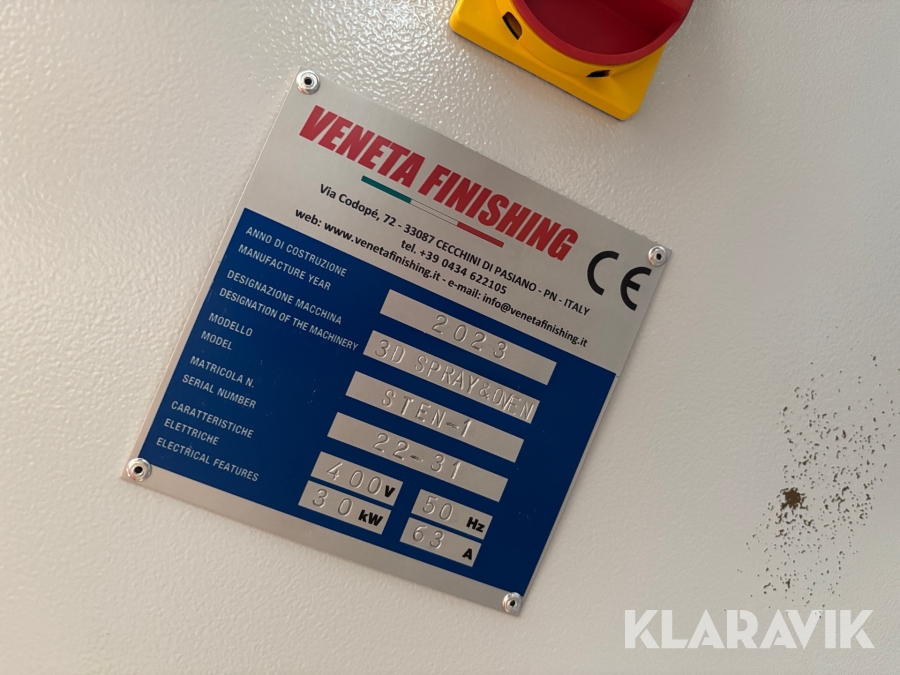 VENETA FINISHING
Via Codopé, 72 - 33087 CECCHINI DI PASIANO - PN - ITALY
tel. +39 0434 622105
web: www.venetafinishing.it - e-mail: info@venetafinishing.it
CE
ANNO DI COSTRUZIONE
MANUFACTURE YEAR
2023
DESIGNAZIONE MACCHINA
DESIGNATION OF THE MACHINERY
3D SPRAY&OVEN
MODELLO
MODEL
STEN-1
MATRICOLA N.
SERIAL NUMBER
22-31
CARATTERISTICHE
ELETTRICHE
ELECTRICAL FEATURES
400 V 50 Hz
30 kW 63 A
KLARAVIK